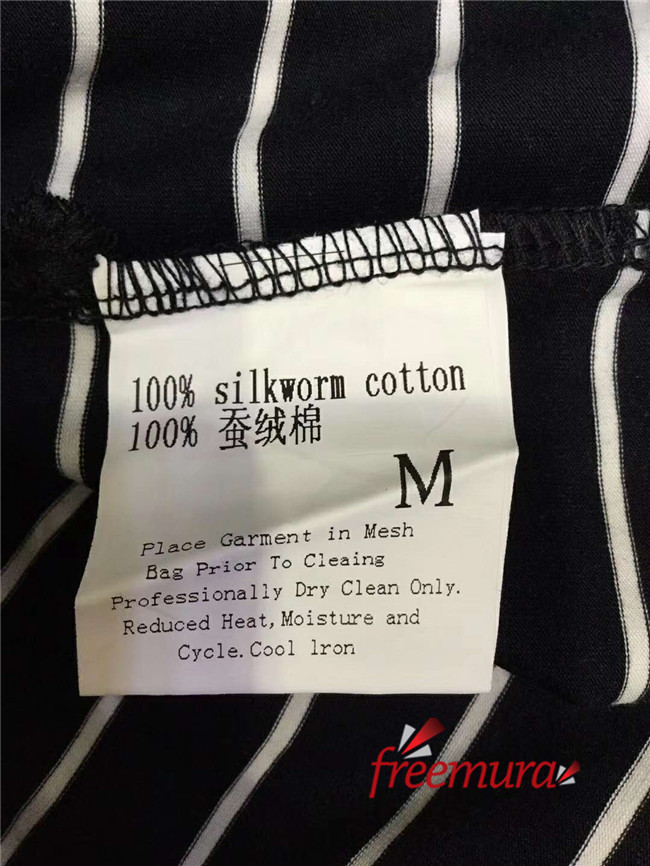 100% silkworm cotton
100% 蚕绒棉
M
Place Garment in Mesh
Bag Prior To Cleaing
Professionally Dry Clean Only.
Reduced Heat,Moisture and
Cycle.Cool lron
freemura